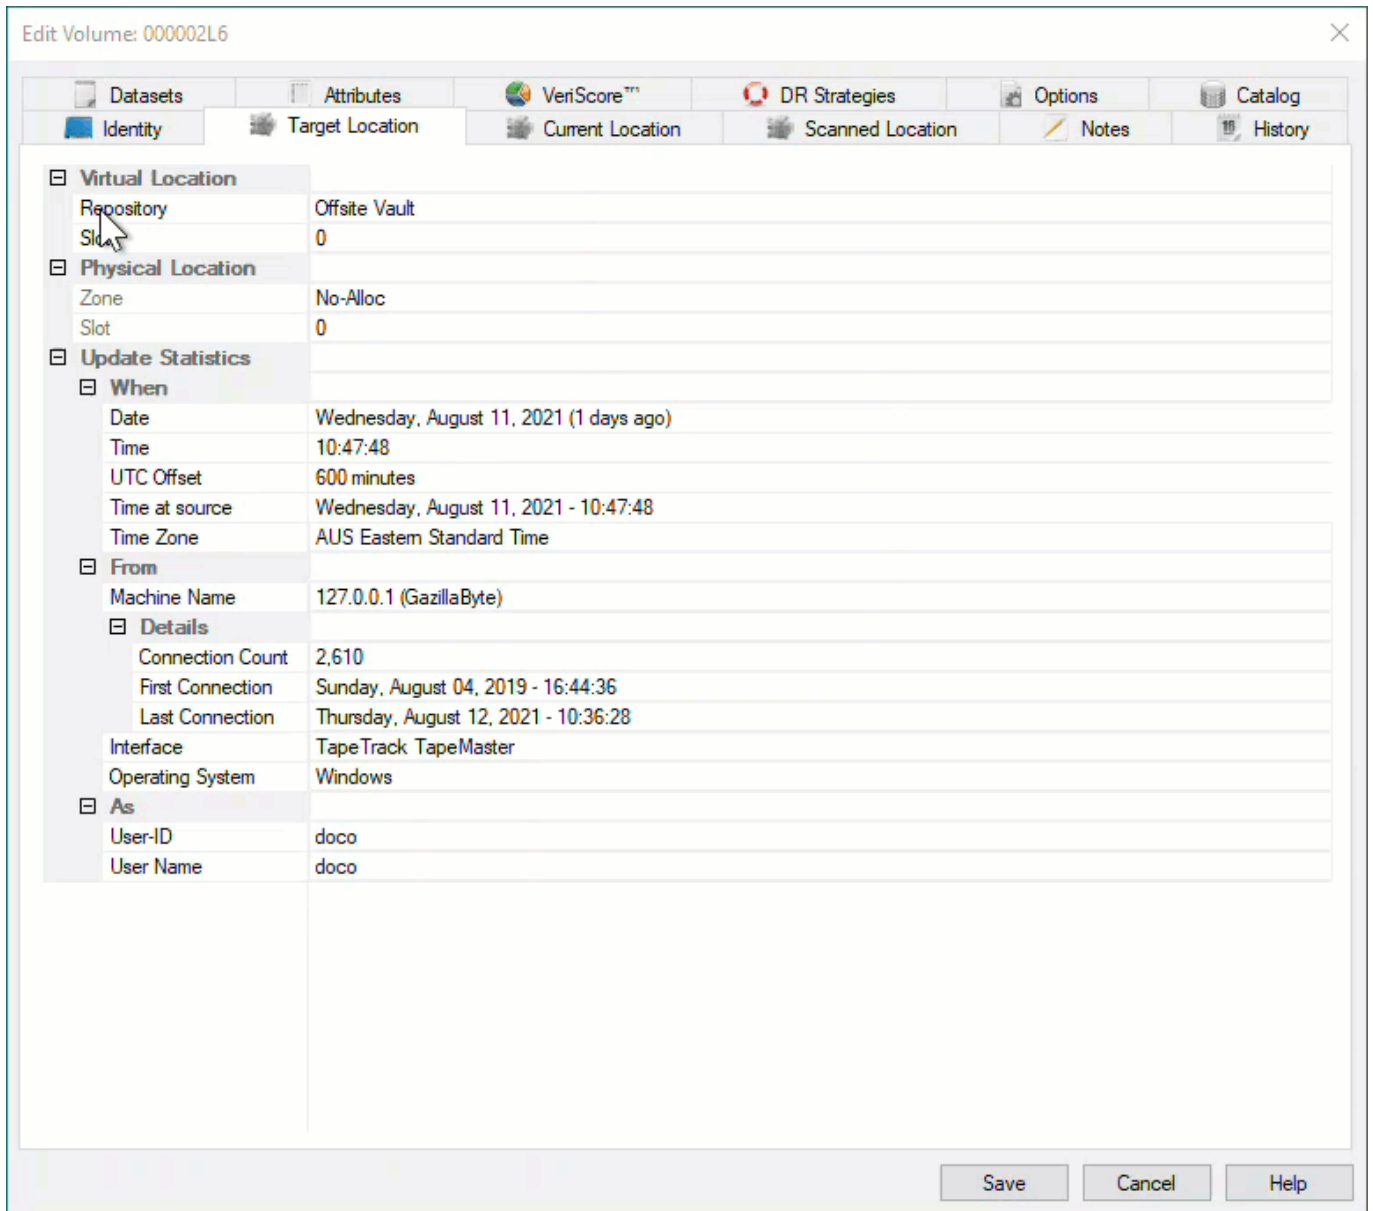 Edit Volume: 000002L6
Datasets Attributes VeriScore™ DR Strategies Options Catalog
Identity Target Location Current Location Scanned Location Notes History
Virtual Location
Repository Offsite Vault
0
Physical Location
Zone No-Alloc
Slot 0
Update Statistics
When
Date Wednesday, August 11, 2021 (1 days ago)
Time 10:47:48
UTC Offset 600 minutes
Time at source Wednesday, August 11, 2021 - 10:47:48
Time Zone AUS Eastern Standard Time
From
Machine Name 127.0.0.1 (GazillaByte)
Details
Connection Count 2,610
First Connection Sunday, August 04, 2019 - 16:44:36
Last Connection Thursday, August 12, 2021 - 10:36:28
Interface TapeTrack TapeMaster
Operating System Windows
As
User-ID doco
User Name doco
Save Cancel Help